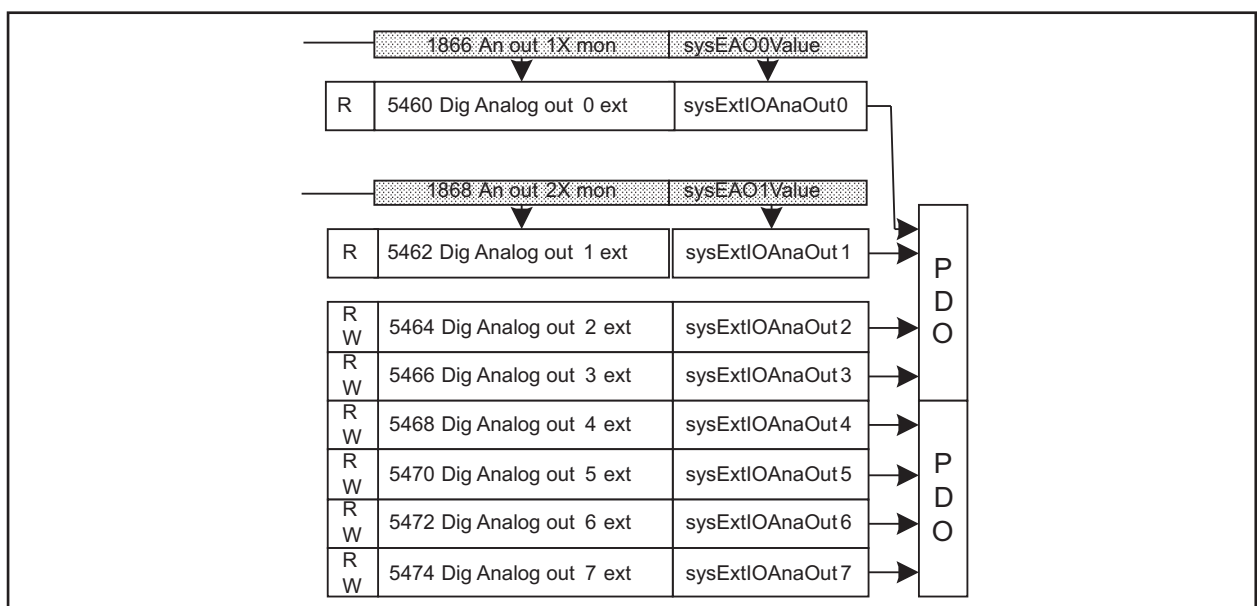 1866 An out 1X mon sysEAO0Value
R 5460 Dig Analog out 0 ext sysExtIOAnaOut0
1868 An out 2X mon sysEAO1Value
R 5462 Dig Analog out 1 ext sysExtIOAnaOut1
R W 5464 Dig Analog out 2 ext sysExtIOAnaOut2
R W 5466 Dig Analog out 3 ext sysExtIOAnaOut3
PDO
R W 5468 Dig Analog out 4 ext sysExtIOAnaOut4
R W 5470 Dig Analog out 5 ext sysExtIOAnaOut5
R W 5472 Dig Analog out 6 ext sysExtIOAnaOut6
R W 5474 Dig Analog out 7 ext sysExtIOAnaOut7
PDO